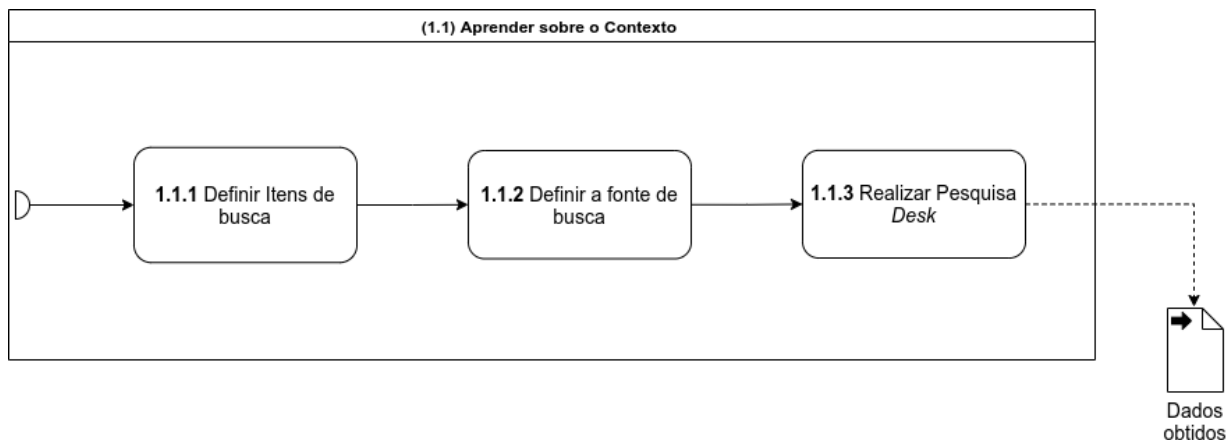 (1.1) Aprender sobre o Contexto
1.1.1 Definir Itens de
busca
1.1.2 Definir a fonte de
busca
1.1.3 Realizar Pesquisa
Desk
Dados
obtidos